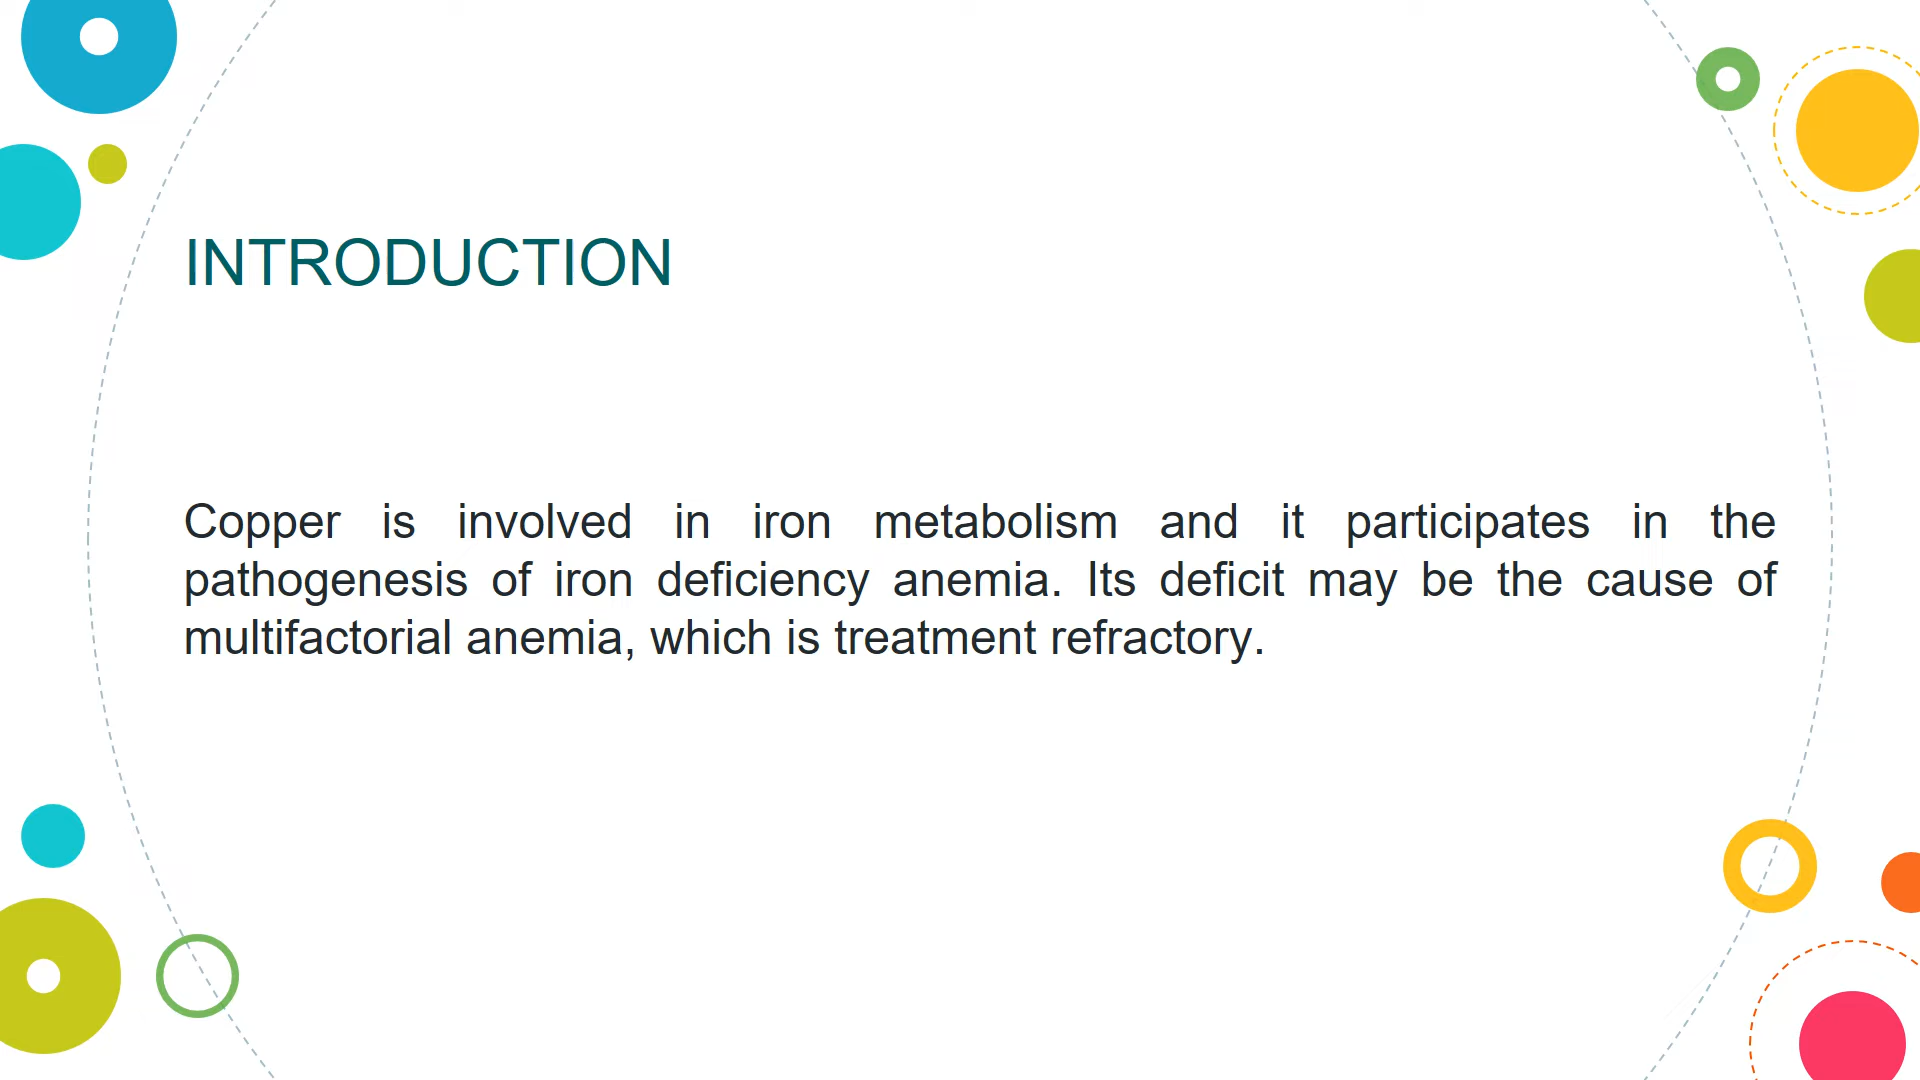 INTRODUCTION
Copper is involved in iron metabolism and it participates in the
pathogenesis of iron deficiency anemia. Its deficit may be the cause of
multifactorial anemia, which is treatment refractory.